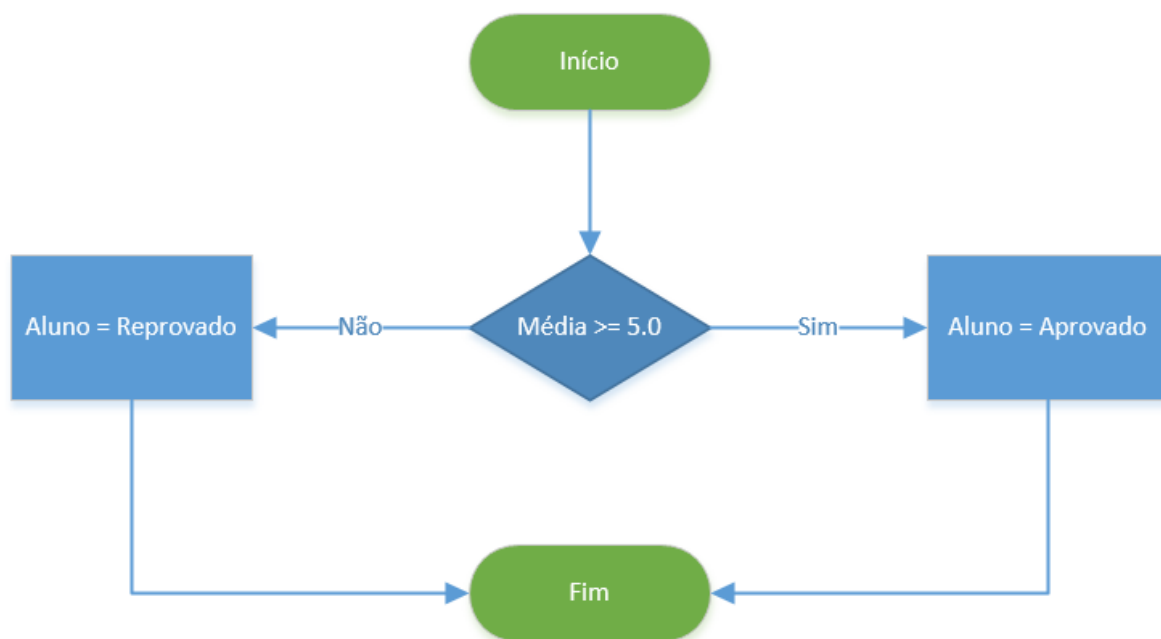 Início
Aluno = Reprovado
Não
Média >= 5.0
Sim
Aluno = Aprovado
Fim